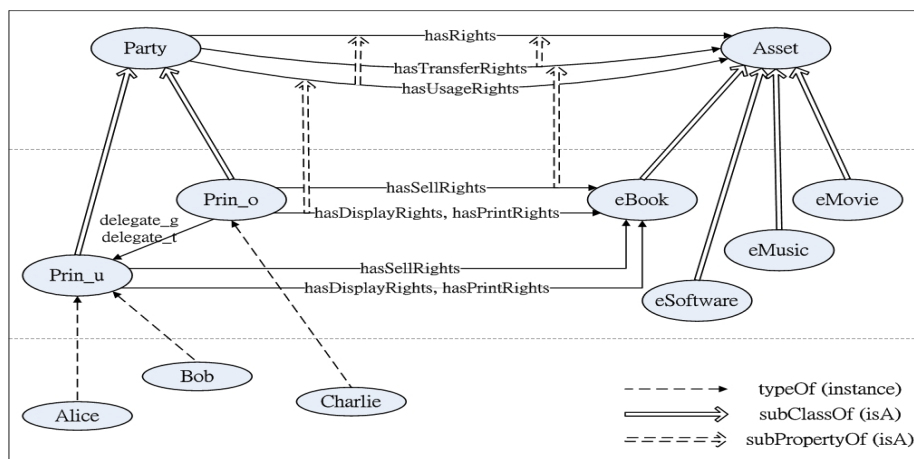 Party
hasRights
Asset
hasTransferRights
hasUsageRights
Prin_o
hasSellRights
eBook
eMovie
hasDisplayRights, hasPrintRights
delegate_g
delegate_t
eMusic
Prin_u
hasSellRights
hasDisplayRights, hasPrintRights
eSoftware
Bob
Alice
Charlie
typeOf (instance)
subClassOf (isA)
subPropertyOf (isA)